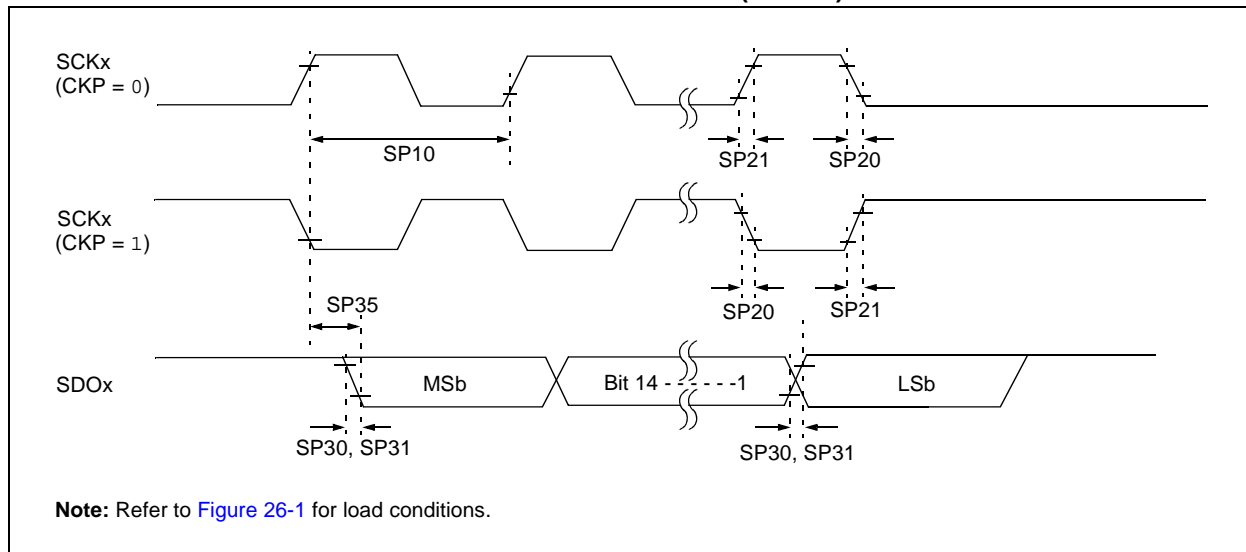 SCKx
(CKP = 0)
SP10
SP21
SP20
SCKx
(CKP = 1)
SP35
SP20
SP21
SDOx
MSb
Bit 14 - - - - - -1
LSb
SP30, SP31
SP30, SP31
Note: Refer to Figure 26-1 for load conditions.